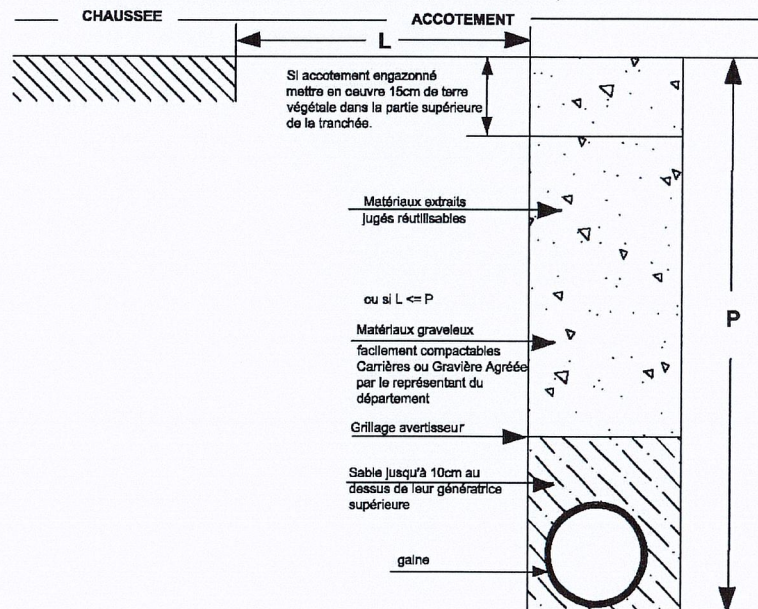 CHAUSSEE
ACCOTEMENT
L
Si accotement engazonné
mettre en oeuvre 15cm de terre
végétale dans la partie supérieure
de la tranchée.
Matériaux extraits
jugés réutilisables
ou si L <= P
Matériaux graveleux
facilement compactables
Carrières ou Gravière Agréée
par le représentant du
département
P
Grillage avertisseur
Sable jusqu'à 10cm au
dessus de leur génératrice
supérieure
gaine